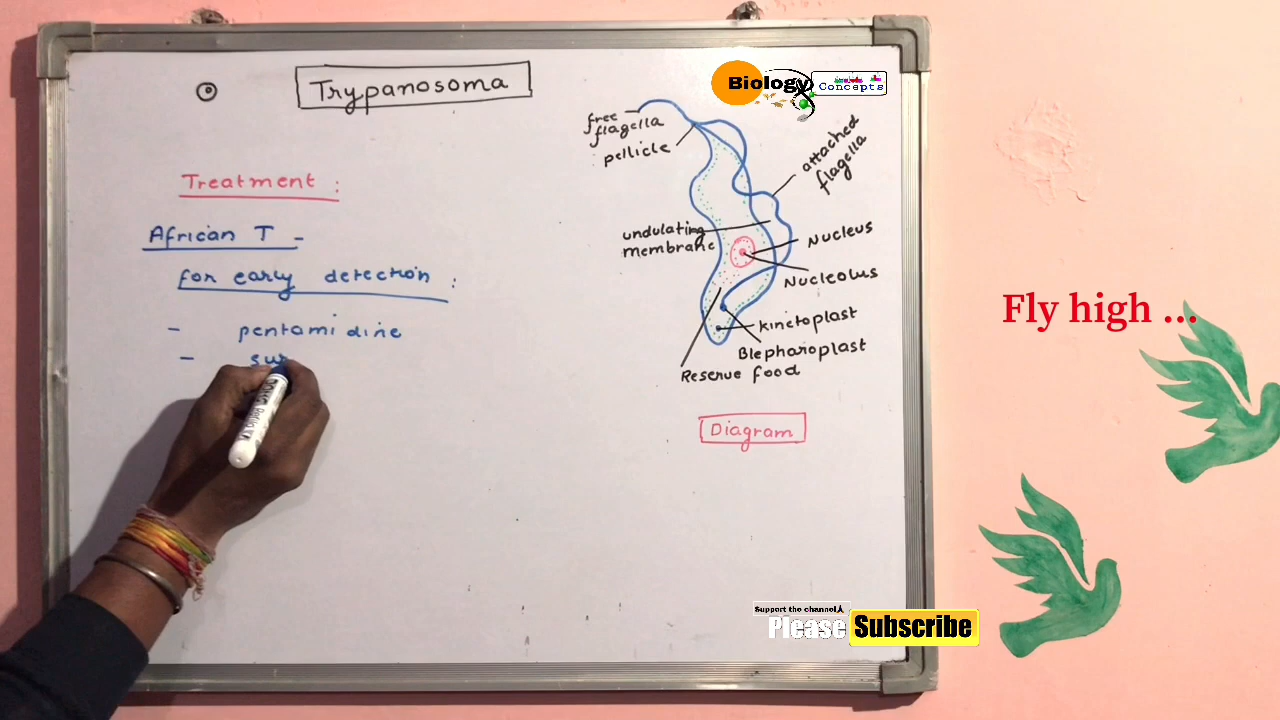 Trypanosoma
Biology
Concepts
free
flagella
pellicle
attached
flagella
Treatment :
African T -
undulating
membrane
Nucleus
for early detection :
Nucleolus
Fly high ...
- pentamidine
kinetoplast
- sur
Blepharoplast
Reserve food
Diagram
Support the channel
Please Subscribe